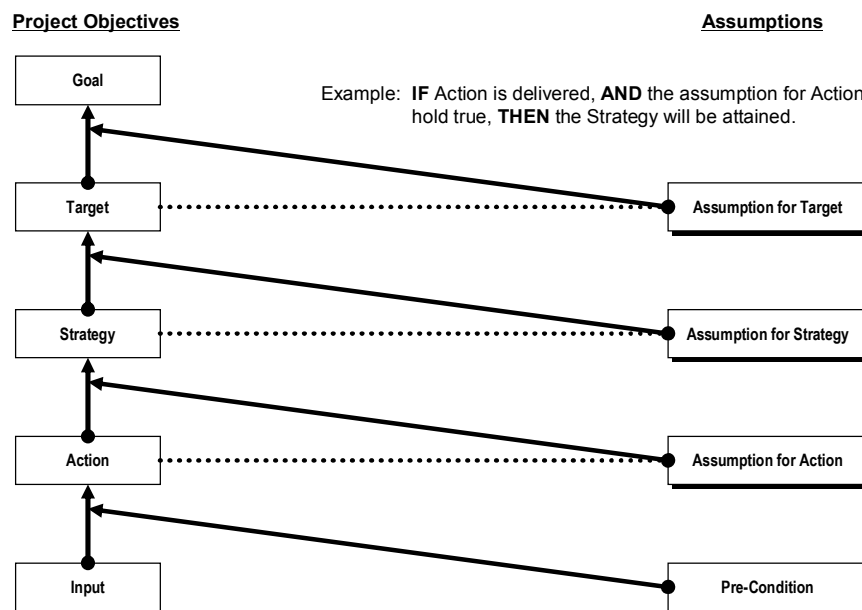 Project Objectives
Assumptions
Goal
Example: IF Action is delivered, AND the assumption for Action
hold true, THEN the Strategy will be attained.
Target
Assumption for Target
Strategy
Assumption for Strategy
Action
Assumption for Action
Input
Pre-Condition